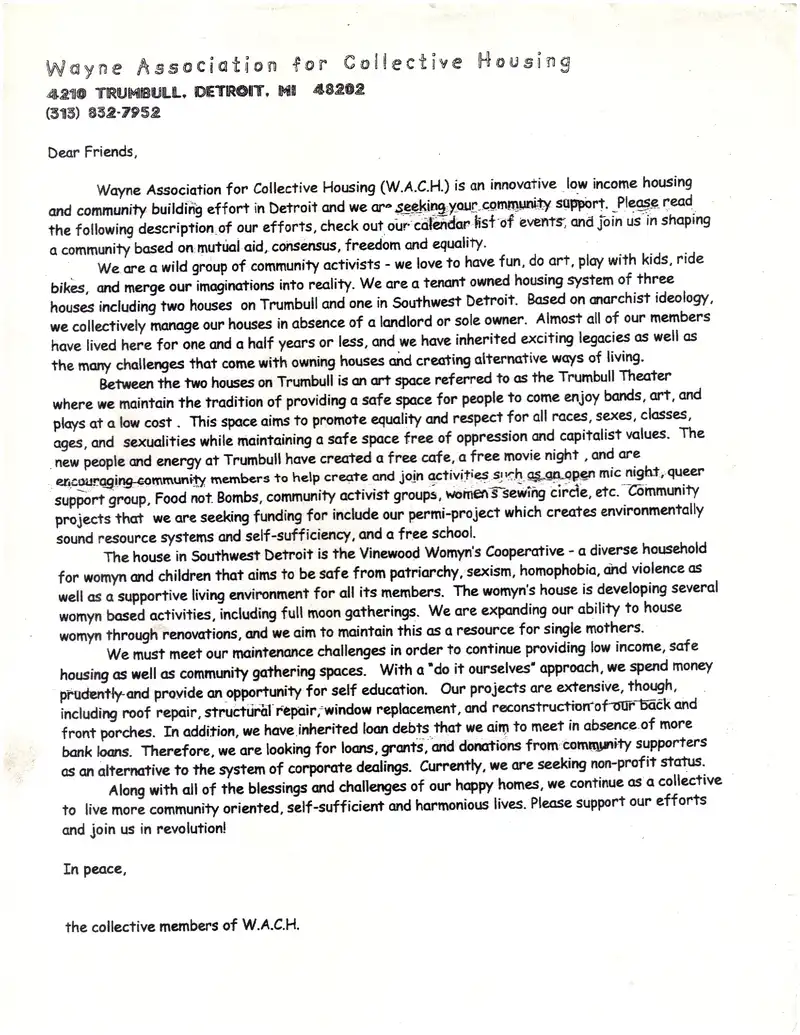 Wayne Association for Collective Housing
4210 TRUMBULL, DETROIT, MI 48202
(313) 832-7952
Dear Friends,
Wayne Association for Collective Housing (W.A.C.H.) is an innovative low income housing
and community building effort in Detroit and we are seeking your community support. Please read
the following description of our efforts, check out our calendar list of events, and join us in shaping
a community based on mutual aid, consensus, freedom and equality.
We are a wild group of community activists - we love to have fun, do art, play with kids, ride
bikes, and merge our imaginations into reality. We are a tenant owned housing system of three
houses including two houses on Trumbull and one in Southwest Detroit. Based on anarchist ideology,
we collectively manage our houses in absence of a landlord or sole owner. Almost all of our members
have lived here for one and a half years or less, and we have inherited exciting legacies as well as
the many challenges that come with owning houses and creating alternative ways of living.
Between the two houses on Trumbull is an art space referred to as the Trumbull Theater
where we maintain the tradition of providing a safe space for people to come enjoy bands, art, and
plays at a low cost . This space aims to promote equality and respect for all races, sexes, classes,
ages, and sexualities while maintaining a safe space free of oppression and capitalist values. The
new people and energy at Trumbull have created a free cafe, a free movie night , and are
encouraging community members to help create and join activities such as an open mic night, queer
support group, Food not Bombs, community activist groups, women's sewing circle, etc. Community
projects that we are seeking funding for include our permi-project which creates environmentally
sound resource systems and self-sufficiency, and a free school.
The house in Southwest Detroit is the Vinewood Womyn's Cooperative - a diverse household
for womyn and children that aims to be safe from patriarchy, sexism, homophobia, and violence as
well as a supportive living environment for all its members. The womyn's house is developing several
womyn based activities, including full moon gatherings. We are expanding our ability to house
womyn through renovations, and we aim to maintain this as a resource for single mothers.
We must meet our maintenance challenges in order to continue providing low income, safe
housing as well as community gathering spaces. With a "do it ourselves" approach, we spend money
prudently and provide an opportunity for self education. Our projects are extensive, though,
including roof repair, structural repair, window replacement, and reconstruction of our back and
front porches. In addition, we have inherited loan debts that we aim to meet in absence of more
bank loans. Therefore, we are looking for loans, grants, and donations from community supporters
as an alternative to the system of corporate dealings. Currently, we are seeking non-profit status.
Along with all of the blessings and challenges of our happy homes, we continue as a collective
to live more community oriented, self-sufficient and harmonious lives. Please support our efforts
and join us in revolution!
In peace,
the collective members of W.A.C.H.